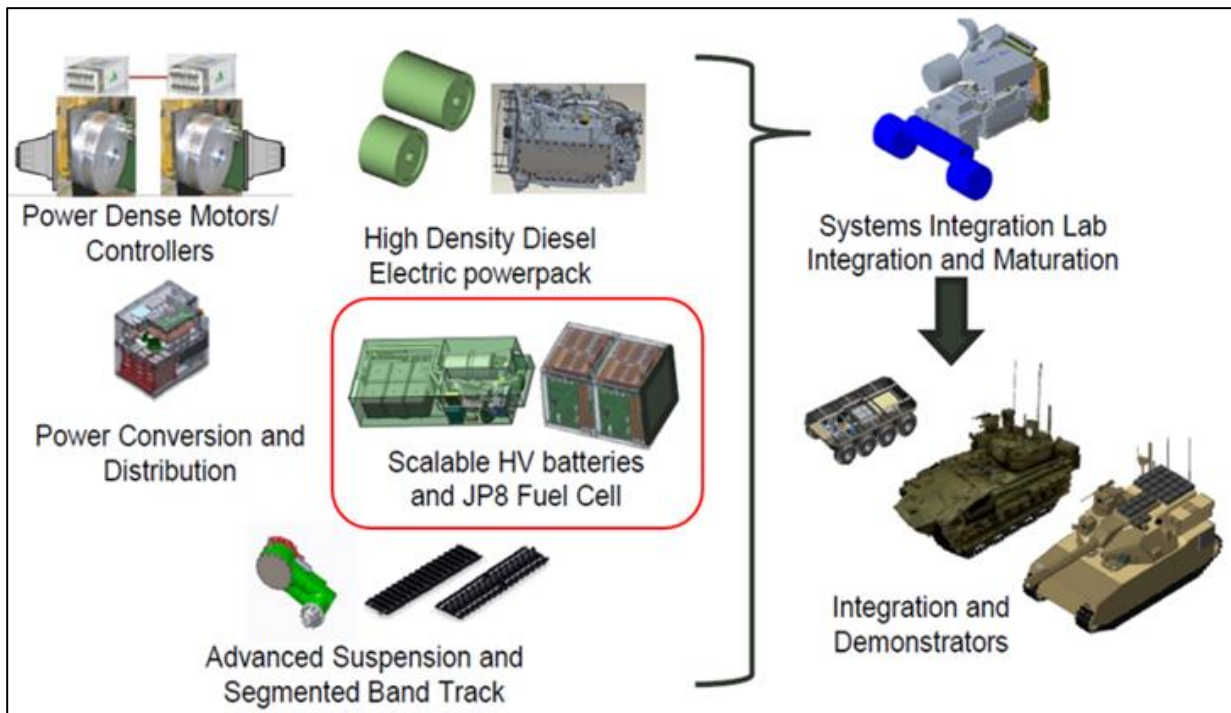 Power Dense Motors/
Controllers
High Density Diesel
Electric powerpack
Systems Integration Lab
Integration and Maturation
Power Conversion and
Distribution
Scalable HV batteries
and JP8 Fuel Cell
Integration and
Demonstrators
Advanced Suspension and
Segmented Band Track